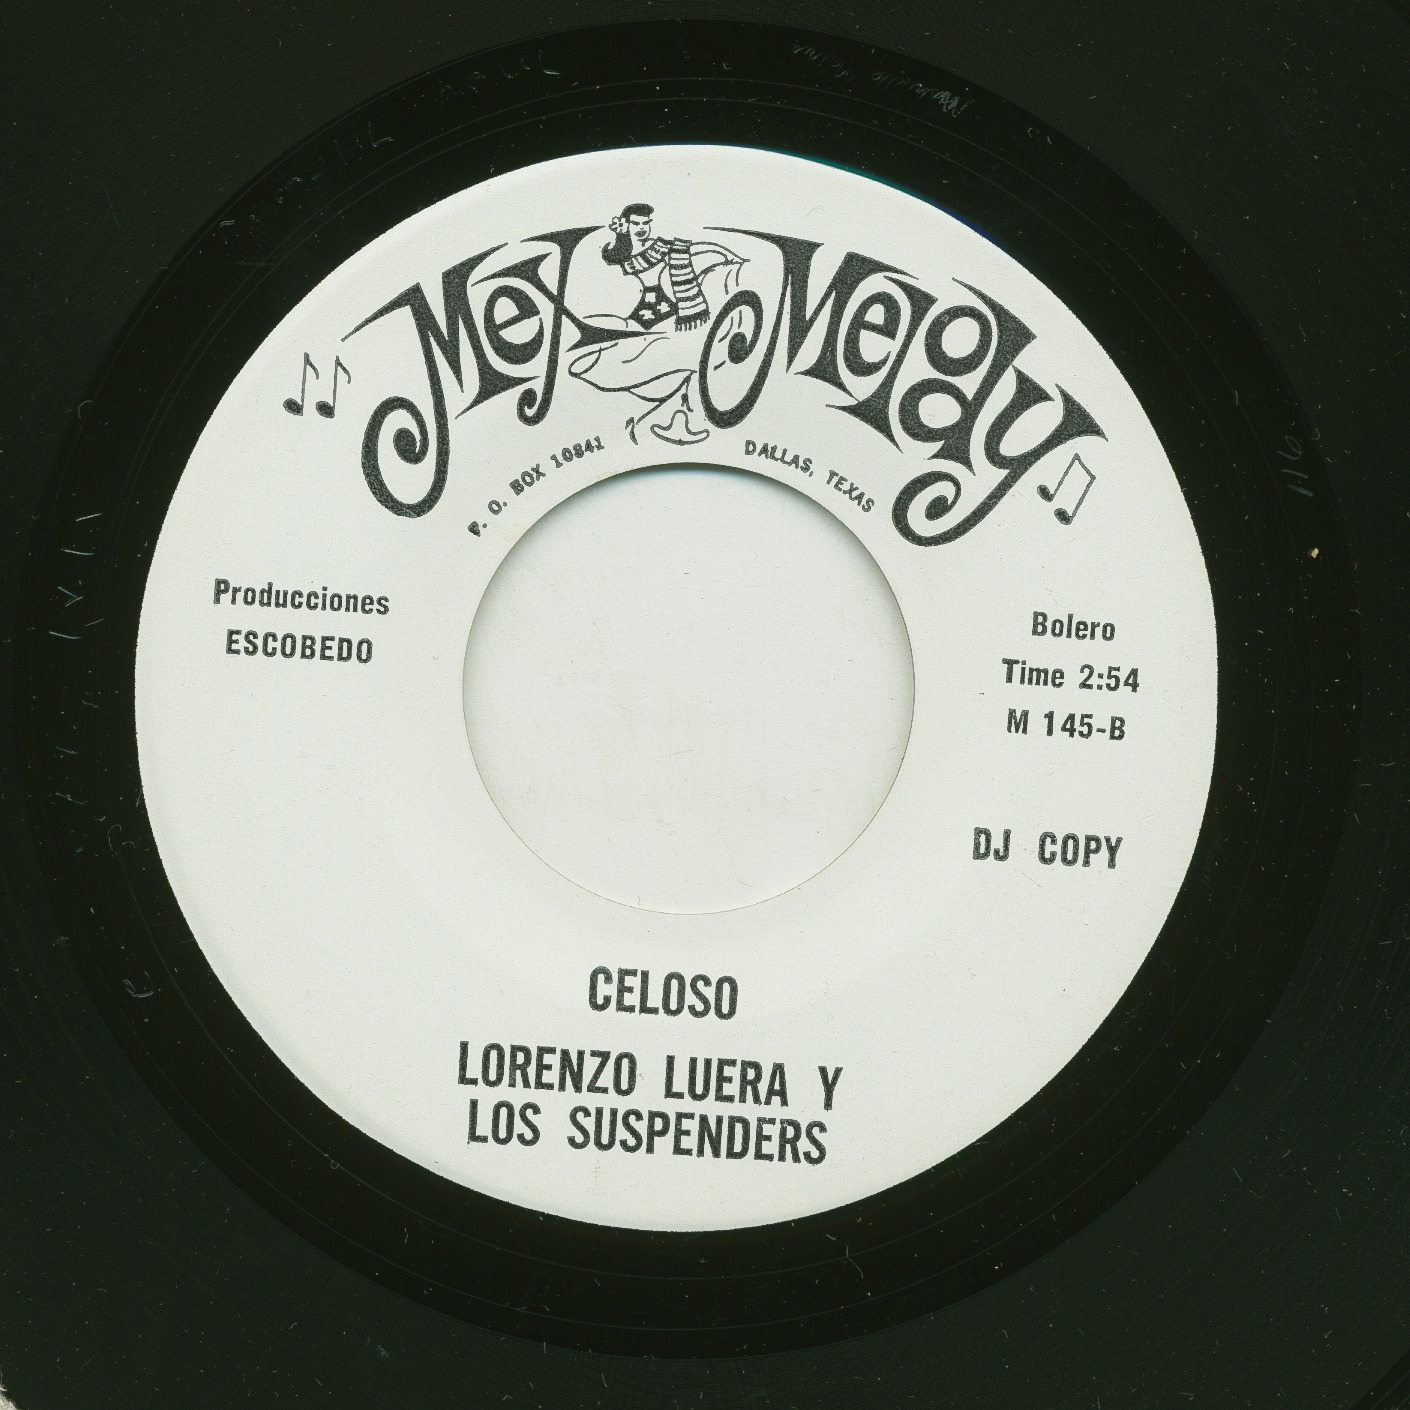 Mex Melody
P. O. BOX 10841 DALLAS, TEXAS
Producciones
ESCOBEDO
Bolero
Time 2:54
M 145-B
DJ COPY
CELOSO
LORENZO LUERA Y
LOS SUSPENDERS